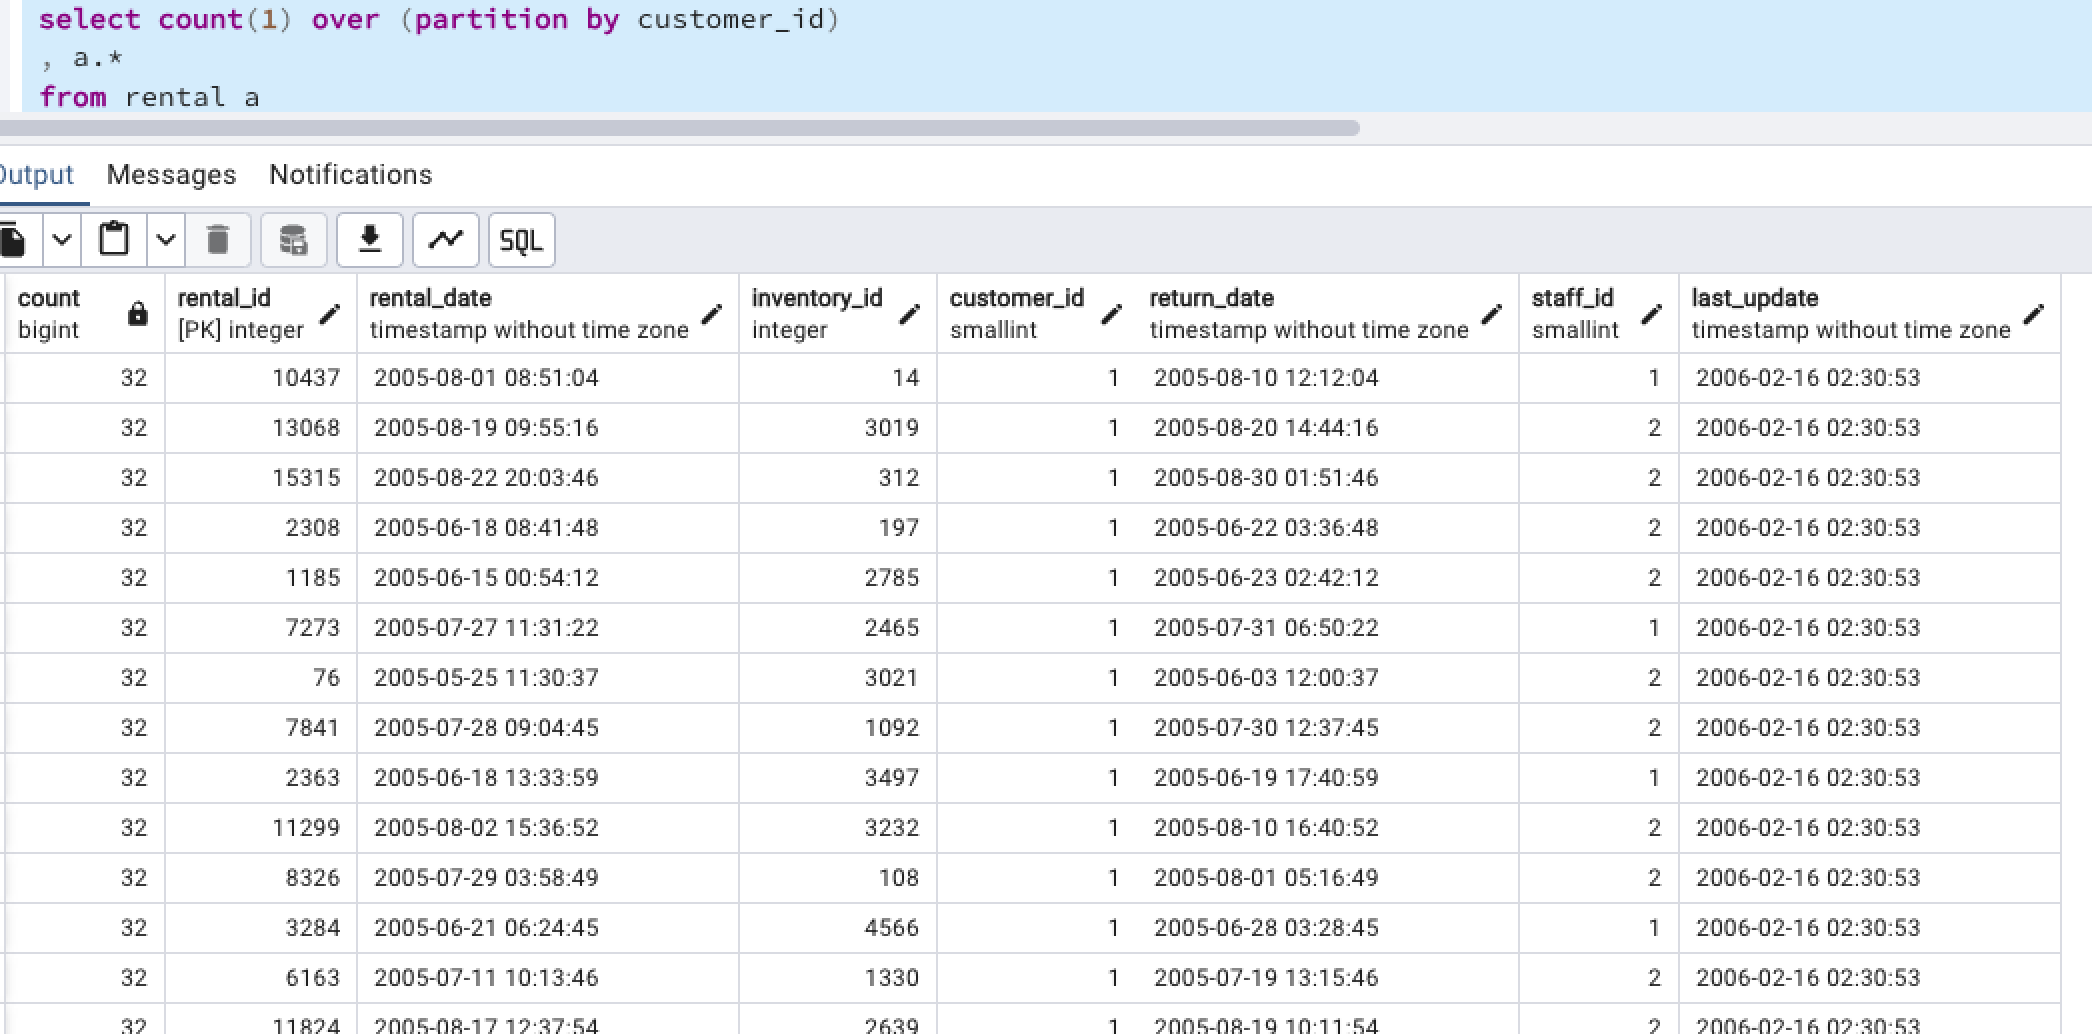 select count(1) over (partition by customer_id)
, a.*
from rental a
Output Messages Notifications
SQL
count rental_id rental_date inventory_id customer_id return_date staff_id last_update
bigint [PK] integer timestamp without time zone integer smallint timestamp without time zone smallint timestamp without time zone
32 10437 2005-08-01 08:51:04 14 1 2005-08-10 12:12:04 1 2006-02-16 02:30:53
32 13068 2005-08-19 09:55:16 3019 1 2005-08-20 14:44:16 2 2006-02-16 02:30:53
32 15315 2005-08-22 20:03:46 312 1 2005-08-30 01:51:46 2 2006-02-16 02:30:53
32 2308 2005-06-18 08:41:48 197 1 2005-06-22 03:36:48 2 2006-02-16 02:30:53
32 1185 2005-06-15 00:54:12 2785 1 2005-06-23 02:42:12 2 2006-02-16 02:30:53
32 7273 2005-07-27 11:31:22 2465 1 2005-07-31 06:50:22 1 2006-02-16 02:30:53
32 76 2005-05-25 11:30:37 3021 1 2005-06-03 12:00:37 2 2006-02-16 02:30:53
32 7841 2005-07-28 09:04:45 1092 1 2005-07-30 12:37:45 2 2006-02-16 02:30:53
32 2363 2005-06-18 13:33:59 3497 1 2005-06-19 17:40:59 1 2006-02-16 02:30:53
32 11299 2005-08-02 15:36:52 3232 1 2005-08-10 16:40:52 2 2006-02-16 02:30:53
32 8326 2005-07-29 03:58:49 108 1 2005-08-01 05:16:49 2 2006-02-16 02:30:53
32 3284 2005-06-21 06:24:45 4566 1 2005-06-28 03:28:45 1 2006-02-16 02:30:53
32 6163 2005-07-11 10:13:46 1330 1 2005-07-19 13:15:46 2 2006-02-16 02:30:53
32 11824 2005-08-17 12:37:54 2639 1 2005-08-19 10:11:54 2 2006-02-16 02:30:53